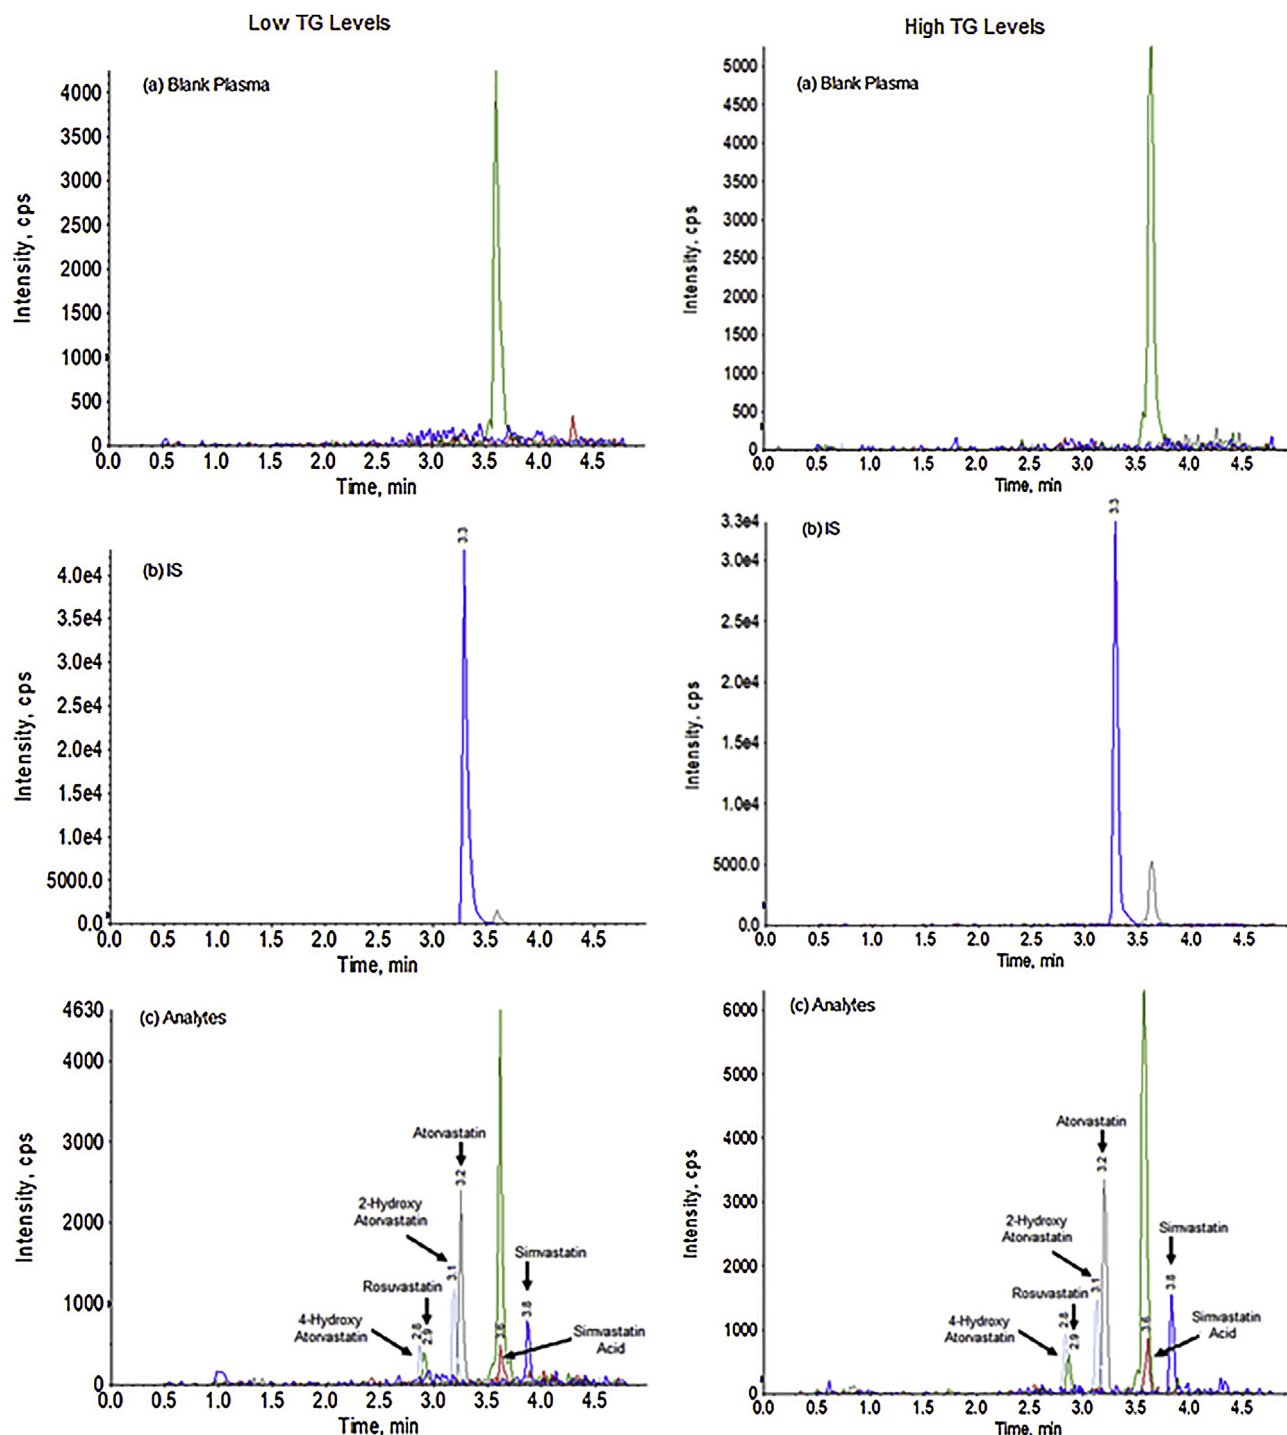 Low TG Levels
(a) Blank Plasma
Intensity, cps
4000
3500
3000
2500
2000
1500
1000
500
0
0.0 0.5 1.0 1.5 2.0 2.5 3.0 3.5 4.0 4.5
Time, min
High TG Levels
(a) Blank Plasma
Intensity, cps
5000
4500
4000
3500
3000
2500
2000
1500
1000
500
0
0.0 0.5 1.0 1.5 2.0 2.5 3.0 3.5 4.0 4.5
Time, min
(b) IS
3.3
Intensity, cps
4.0e4
3.5e4
3.0e4
2.5e4
2.0e4
1.5e4
1.0e4
5000.0
0.0
0.0 0.5 1.0 1.5 2.0 2.5 3.0 3.5 4.0 4.5
Time, min
(b) IS
3.3
Intensity, cps
3.3e4
3.0e4
2.5e4
2.0e4
1.5e4
1.0e4
5000.0
0.0
0.0 0.5 1.0 1.5 2.0 2.5 3.0 3.5 4.0 4.5
Time, min
(c) Analytes
Intensity, cps
4630
4000
3000
2000
1000
0
Atorvastatin
3.2
2-Hydroxy
Atorvastatin
3.1
Rosuvastatin
2.9
4-Hydroxy
Atorvastatin
2.8
Simvastatin
3.8
Simvastatin
Acid
3.6
0.0 0.5 1.0 1.5 2.0 2.5 3.0 3.5 4.0 4.5
Time, min
(c) Analytes
Intensity, cps
6000
5000
4000
3000
2000
1000
0
Atorvastatin
3.2
2-Hydroxy
Atorvastatin
3.1
Rosuvastatin
2.9
4-Hydroxy
Atorvastatin
2.8
Simvastatin
3.8
Simvastatin
Acid
3.6
0.0 0.5 1.0 1.5 2.0 2.5 3.0 3.5 4.0 4.5
Time, min